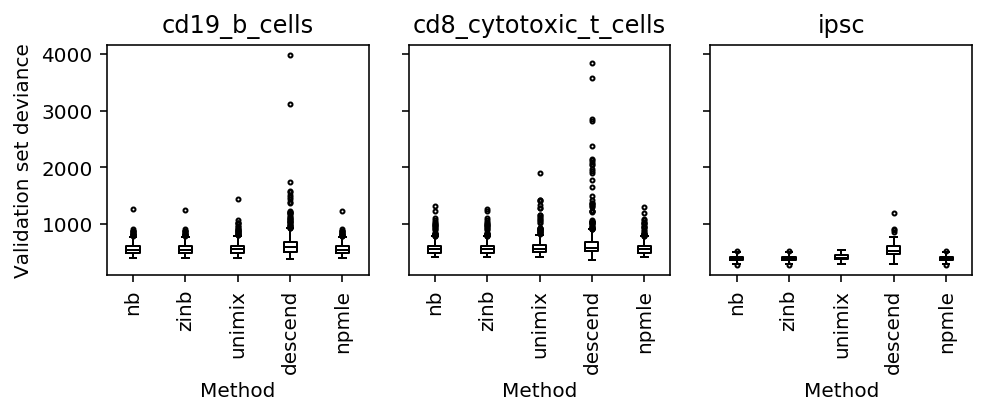 cd19_b_cells
cd8_cytotoxic_t_cells
ipsc
Validation set deviance
4000
3000
2000
1000
nb
zinb
unimix
descend
npmle
nb
zinb
unimix
descend
npmle
nb
zinb
unimix
descend
npmle
Method
Method
Method